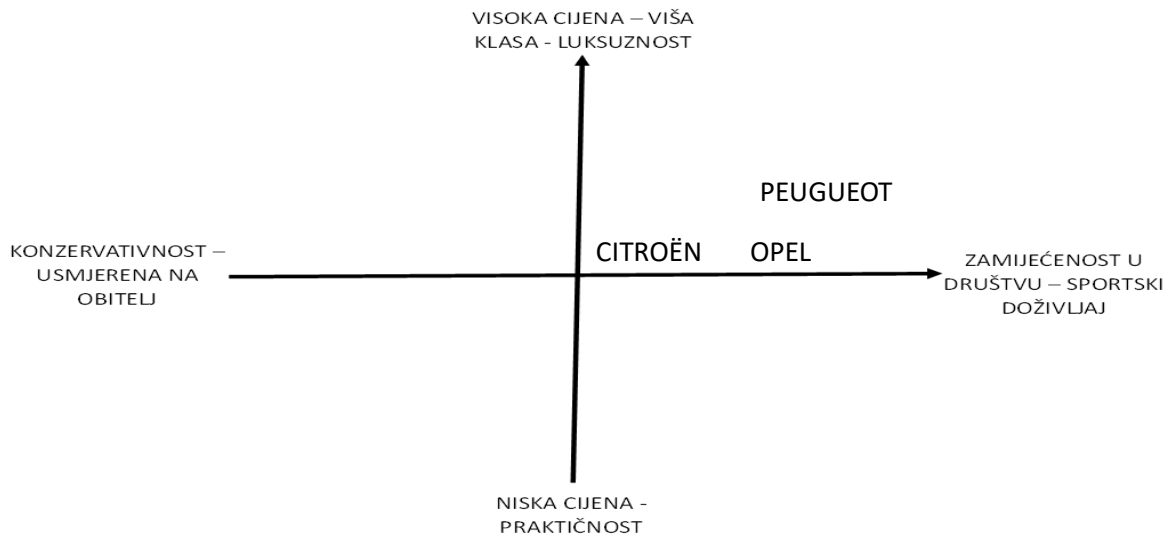 VISOKA CIJENA – VIŠA
KLASA - LUKSUZNOST
PEUGUEOT
CITROËN
OPEL
KONZERVATIVNOST –
USMJERENA NA
OBITELJ
ZAMIJEĆENOST U
DRUŠTVU – SPORTSKI
DOŽIVLJAJ
NISKA CIJENA -
PRAKTIČNOST